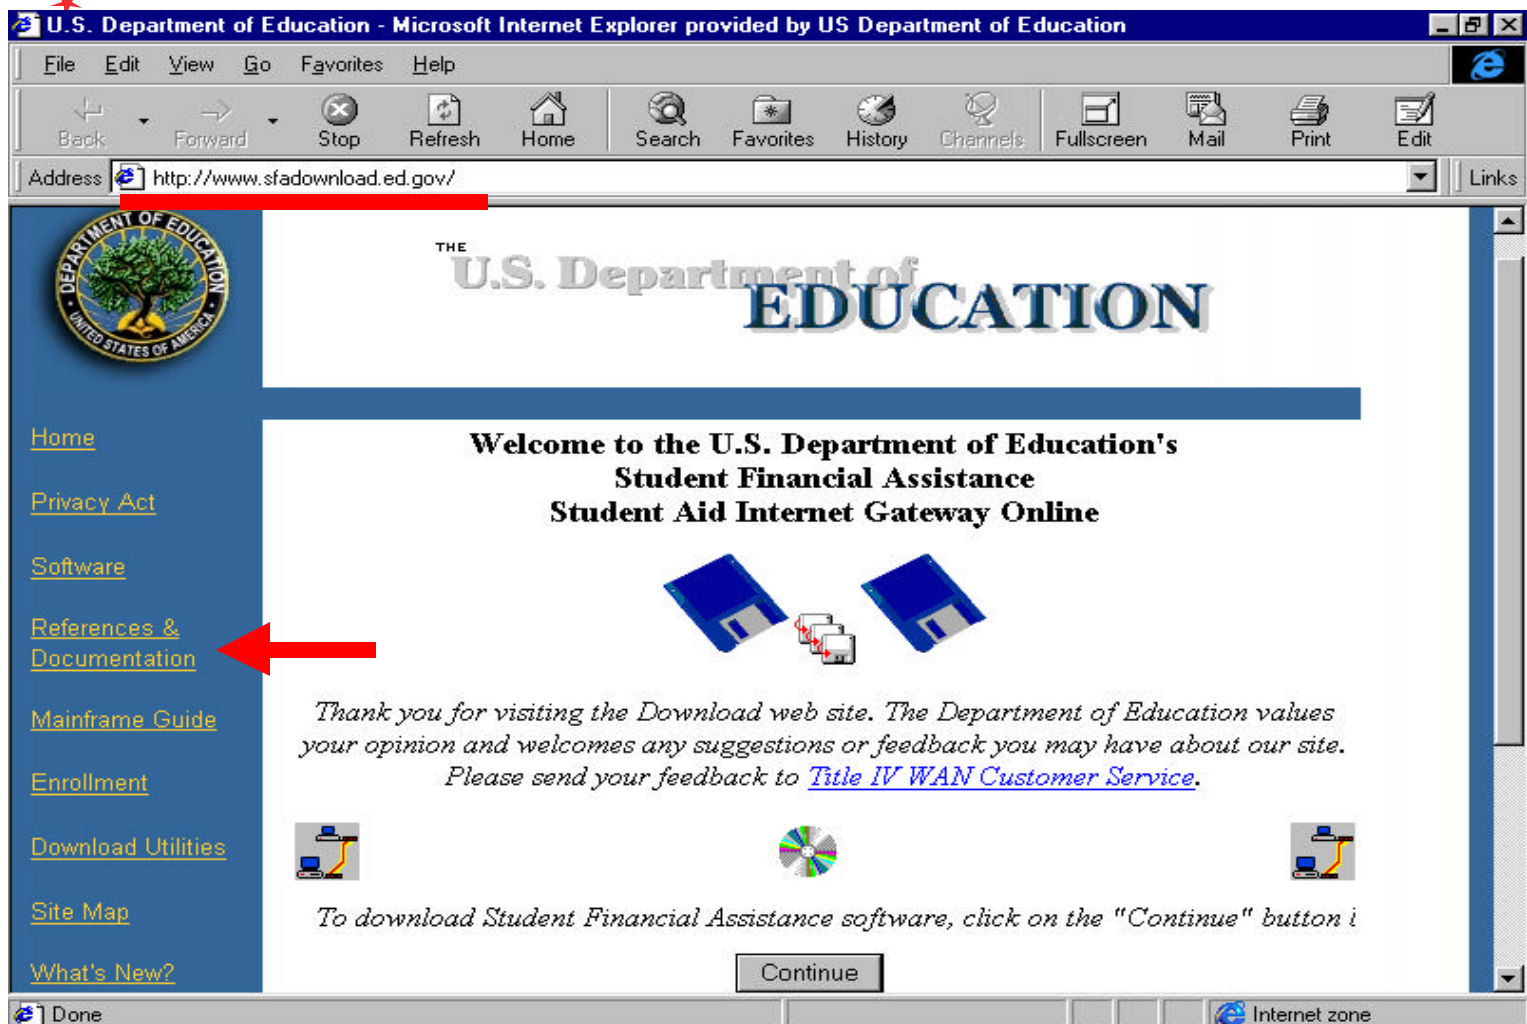 U.S. Department of Education - Microsoft Internet Explorer provided by US Department of Education
File Edit View Go Favorites Help
Back Forward Stop Refresh Home Search Favorites History Channels Fullscreen Mail Print Edit
Address http://www.sfadownload.ed.gov/ Links
DEPARTMENT OF EDUCATION
UNITED STATES OF AMERICA
THE
U.S. Department of
EDUCATION
Home
Privacy Act
Software
References &
Documentation
Mainframe Guide
Enrollment
Download Utilities
Site Map
What's New?
Welcome to the U.S. Department of Education's
Student Financial Assistance
Student Aid Internet Gateway Online
Thank you for visiting the Download web site. The Department of Education values
your opinion and welcomes any suggestions or feedback you may have about our site.
Please send your feedback to Title IV WAN Customer Service.
To download Student Financial Assistance software, click on the "Continue" button i
Continue
Done
Internet zone